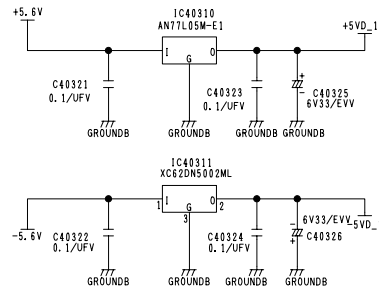 IC40310
AN77L05M-E1
+5.6V
+5VD_1
I
O
G
C40321
0.1/UFV
C40323
0.1/UFV
+
-
C40325
6V33/EVV
GROUNDB
GROUNDB
GROUNDB
GROUNDB
IC40311
XC62DN5002ML
1
I
O
2
G
3
-5.6V
-5VD_
C40322
0.1/UFV
C40324
0.1/UFV
-
+
6V33/EVV
C40326
GROUNDB
GROUNDB
GROUNDB
GROUNDB